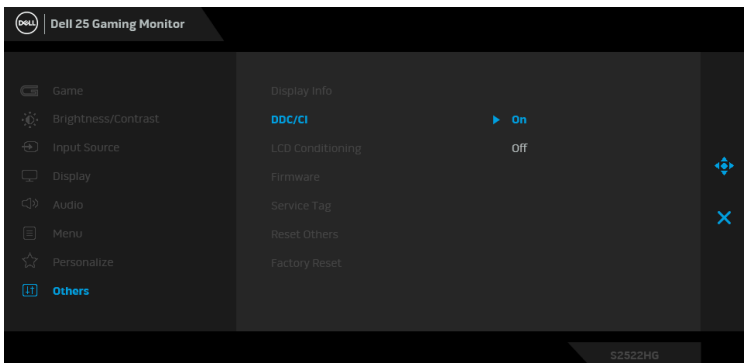 DELL
Dell 25 Gaming Monitor
Game
Brightness/Contrast
Input Source
Display
Audio
Menu
Personalize
Others
Display Info
DDC/CI
On
LCD Conditioning
Off
Firmware
Service Tag
Reset Others
Factory Reset
S2522HG